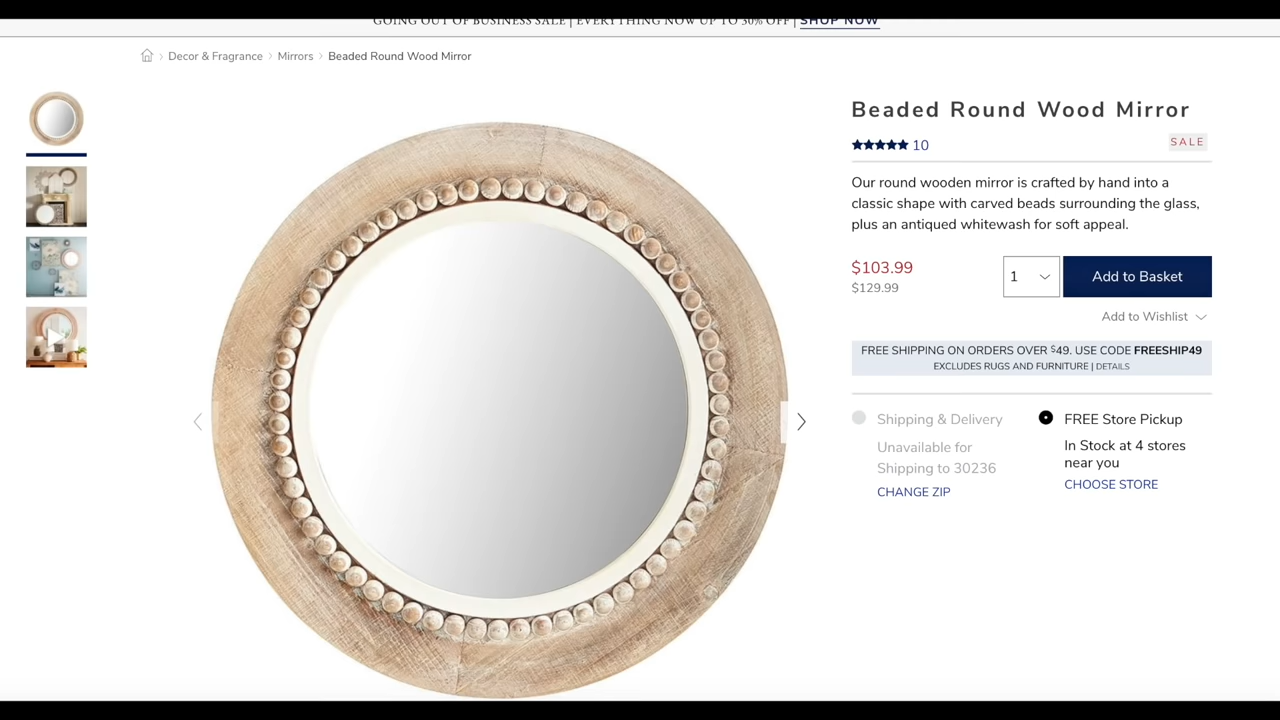 GOING OUT OF BUSINESS SALE | EVERYTHING NOW UP TO 30% OFF | SHOP NOW
Decor & Fragrance > Mirrors > Beaded Round Wood Mirror
Beaded Round Wood Mirror
10
SALE
Our round wooden mirror is crafted by hand into a
classic shape with carved beads surrounding the glass,
plus an antiqued whitewash for soft appeal.
$103.99
$129.99
1
Add to Basket
Add to Wishlist
FREE SHIPPING ON ORDERS OVER $49. USE CODE FREESHIP49
EXCLUDES RUGS AND FURNITURE | DETAILS
Shipping & Delivery
Unavailable for
Shipping to 30236
CHANGE ZIP
FREE Store Pickup
In Stock at 4 stores
near you
CHOOSE STORE